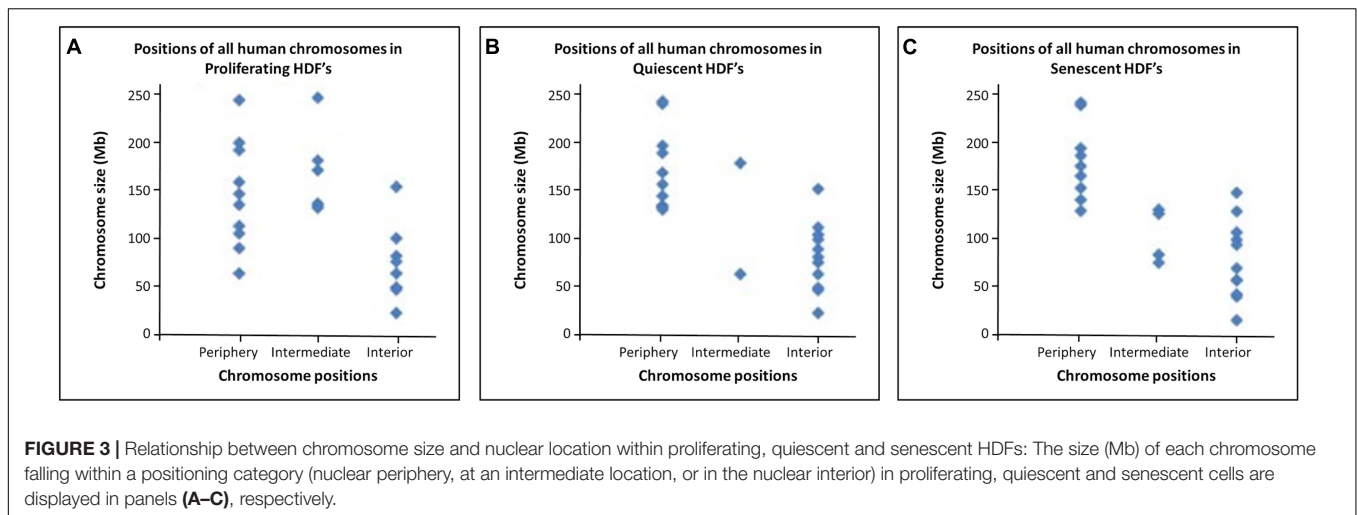 A
Positions of all human chromosomes in
Proliferating HDF's
Chromosome size (Mb)
250
200
150
100
50
0
Periphery Intermediate Interior
Chromosome positions
B
Positions of all human chromosomes in
Quiescent HDF's
Chromosome size (Mb)
250
200
150
100
50
0
Periphery Intermediate Interior
Chromosome positions
C
Positions of all human chromosomes in
Senescent HDF's
Chromosome size (Mb)
250
200
150
100
50
0
Periphery Intermediate Interior
Chromosome positions
FIGURE 3 | Relationship between chromosome size and nuclear location within proliferating, quiescent and senescent HDFs: The size (Mb) of each chromosome
falling within a positioning category (nuclear periphery, at an intermediate location, or in the nuclear interior) in proliferating, quiescent and senescent cells are
displayed in panels (A–C), respectively.